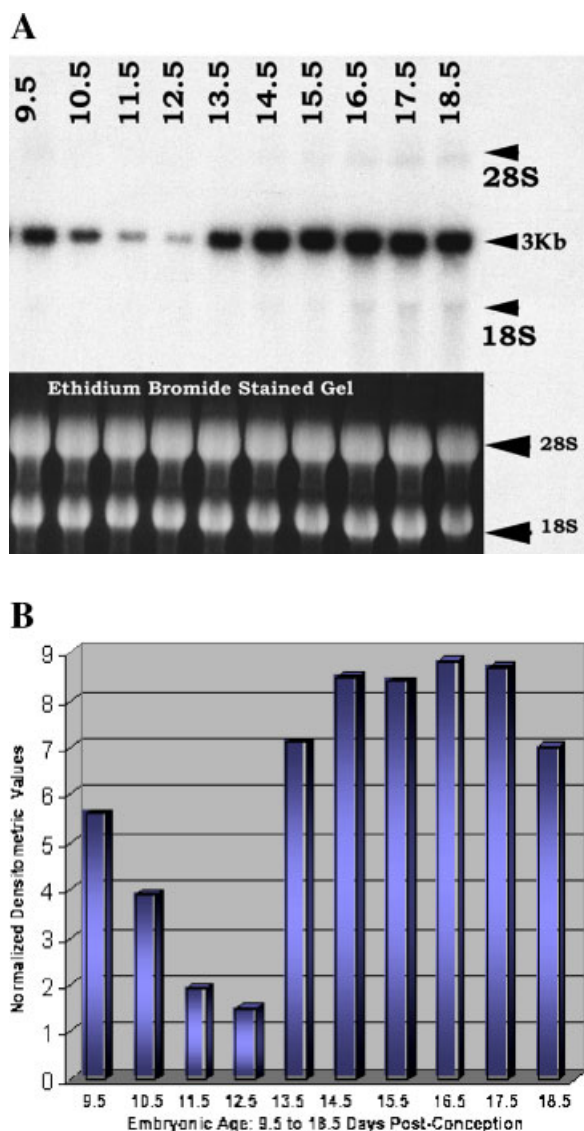 A
9.5 10.5 11.5 12.5 13.5 14.5 15.5 16.5 17.5 18.5
28S
3Kb
18S
Ethidium Bromide Stained Gel
28S
18S
B
9
8
7
6
5
4
3
2
1
0
Normalized Densitometric Values
9.5 10.5 11.5 12.5 13.5 14.5 15.5 16.5 17.5 18.5
Embryonic Age: 9.5 to 18.5 Days Post-Conception